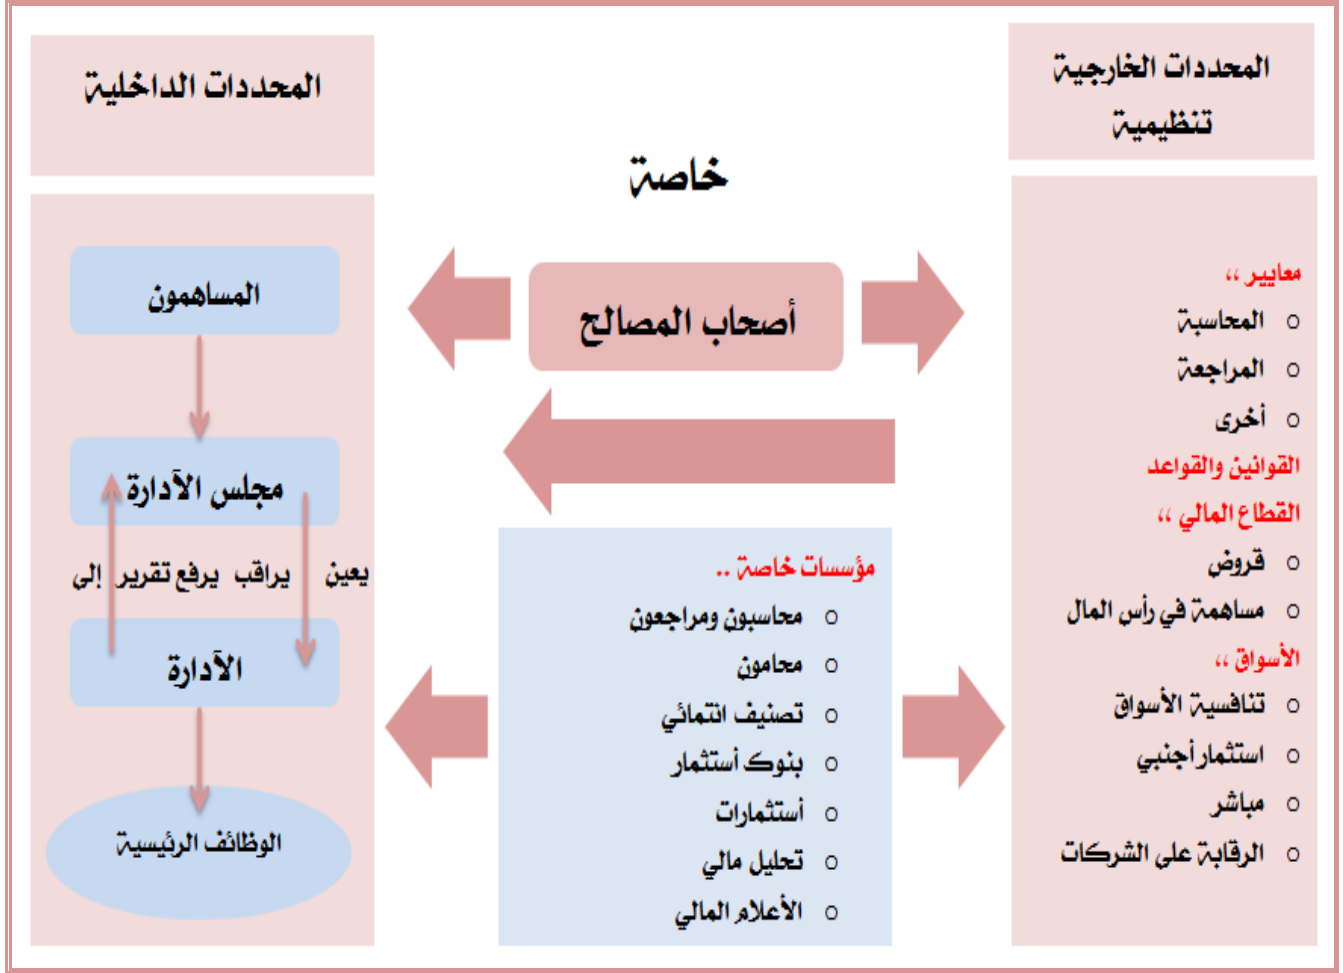 المحددات الخارجية
تنظيمية
معايير ،،
المحاسبة
المراجعة
أخرى
القوانين والقواعد
القطاع المالي ،،
قروض
مساهمة في رأس المال
الأسواق ،،
تنافسية الأسواق
استثمار أجنبي
مباشر
الرقابة على الشركات
خاصة
أصحاب المصالح
مؤسسات خاصة ..
محاسبون ومراجعون
محامون
تصنيف انتمائي
بنوك أستثمار
أستثمارات
تحليل مالي
الأعلام المالي
المحددات الداخلية
المساهمون
مجلس الآدارة
يعين يراقب يرفع تقرير إلى
الآدارة
الوظائف الرئيسية